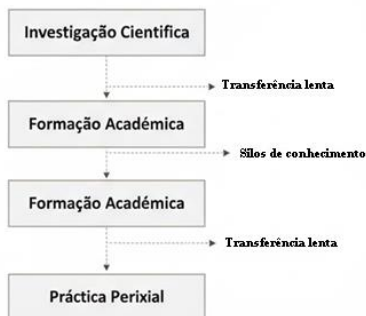 Investigação Cientifica
Transferência lenta
Formação Académica
Silos de conhecimento
Formação Académica
Transferência lenta
Práctica Perixial